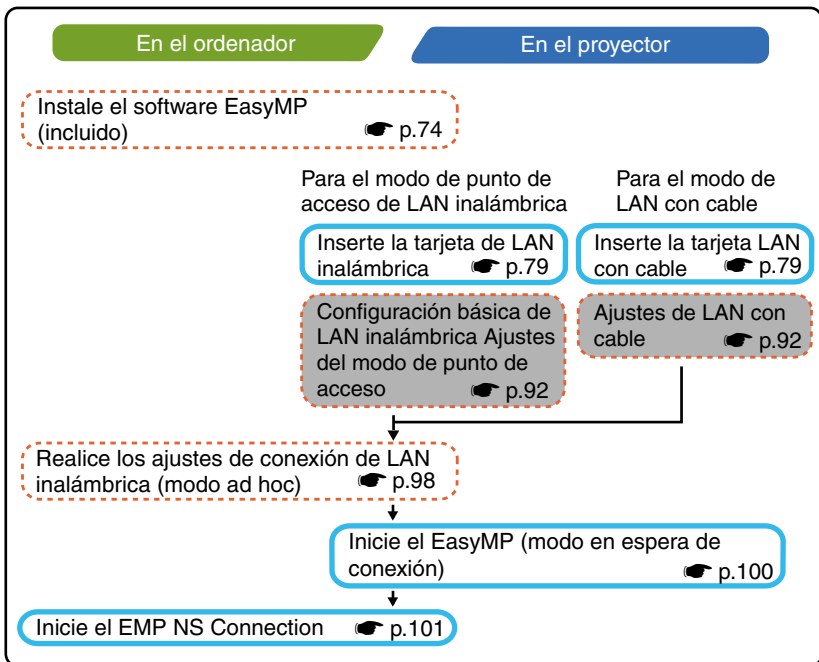 En el ordenador
En el proyector
Instale el software EasyMP
(incluido) ☛ p.74
Para el modo de punto de
acceso de LAN inalámbrica
Para el modo de
LAN con cable
Inserte la tarjeta de LAN
inalámbrica ☛ p.79
Inserte la tarjeta LAN
con cable ☛ p.79
Configuración básica de
LAN inalámbrica Ajustes
del modo de punto de
acceso ☛ p.92
Ajustes de LAN con
cable ☛ p.92
Realice los ajustes de conexión de LAN
inalámbrica (modo ad hoc) ☛ p.98
Inicie el EasyMP (modo en espera de
conexión) ☛ p.100
Inicie el EMP NS Connection ☛ p.101